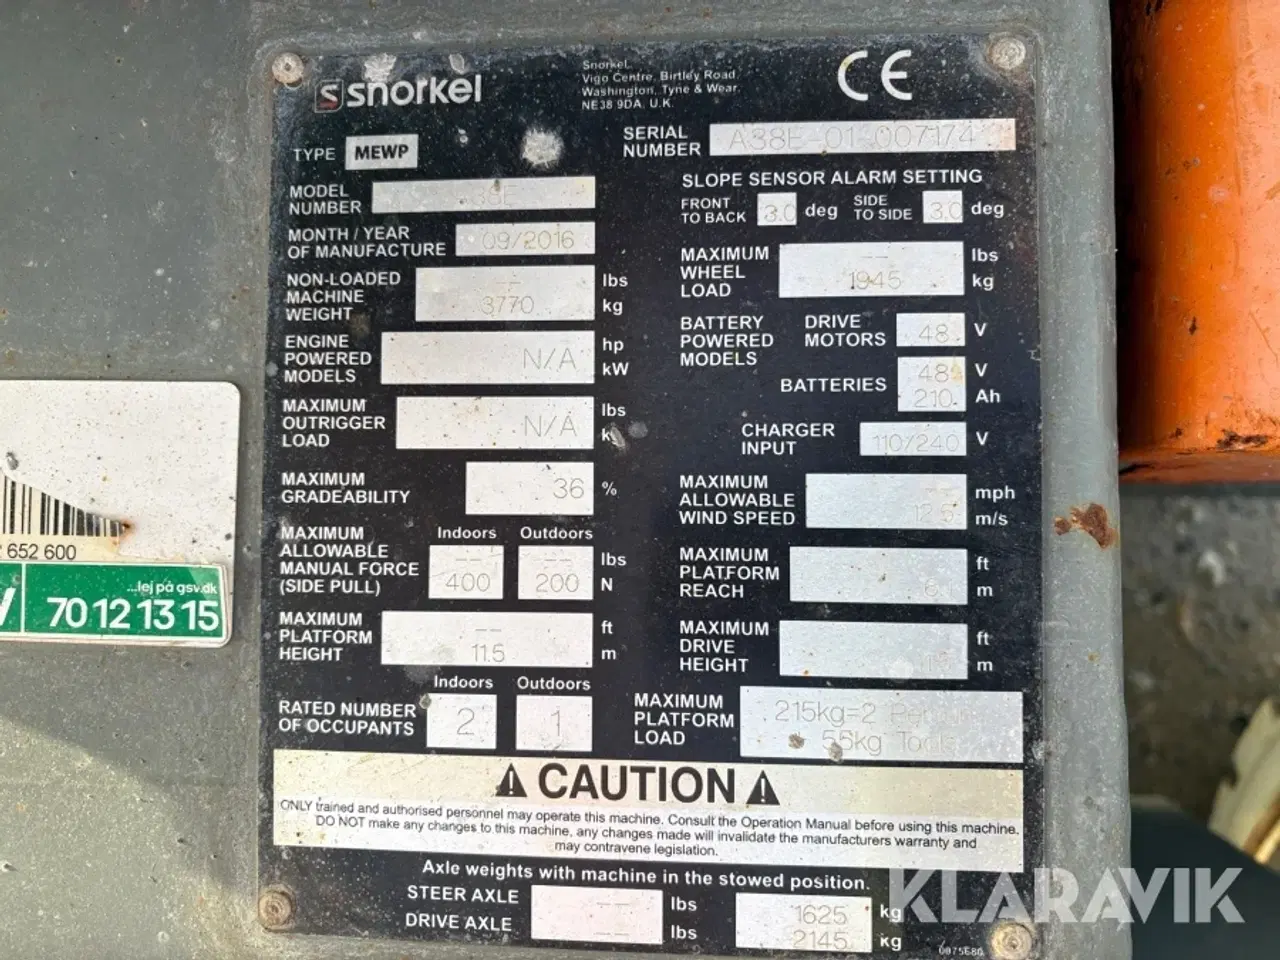 snorkel
Snorkel,
Vigo Centre, Birtley Road
Washington, Tyne & Wear,
NE38 9DA, U.K.
CE
TYPE MEWP
SERIAL NUMBER A38E-01-007174
MODEL NUMBER A38E
SLOPE SENSOR ALARM SETTING
FRONT TO BACK 3.0 deg SIDE TO SIDE 3.0 deg
MONTH / YEAR OF MANUFACTURE 09/2016
NON-LOADED MACHINE WEIGHT -- lbs
3770 kg
MAXIMUM WHEEL LOAD -- lbs
1945 kg
ENGINE POWERED MODELS N/A hp
kW
BATTERY POWERED MODELS
DRIVE MOTORS 48 V
BATTERIES 48 V
210 Ah
MAXIMUM OUTRIGGER LOAD N/A lbs
kg
CHARGER INPUT 110/240 V
MAXIMUM GRADEABILITY 36 %
MAXIMUM ALLOWABLE WIND SPEED -- mph
12.5 m/s
Indoors Outdoors
MAXIMUM ALLOWABLE MANUAL FORCE (SIDE PULL) -- -- lbs
400 200 N
MAXIMUM PLATFORM REACH ft
m
MAXIMUM PLATFORM HEIGHT -- ft
11.5 m
MAXIMUM DRIVE HEIGHT ft
m
Indoors Outdoors
RATED NUMBER OF OCCUPANTS 2 1
MAXIMUM PLATFORM LOAD 215kg=2
55kg Tools
CAUTION
ONLY trained and authorised personnel may operate this machine. Consult the Operation Manual before using this machine.
DO NOT make any changes to this machine, any changes made will invalidate the manufacturers warranty and
may contravene legislation.
Axle weights with machine in the stowed position.
STEER AXLE -- lbs 1625 kg
DRIVE AXLE -- lbs 2145 kg
0075680
652 600
...lej på gsv.dk
70 12 13 15
KLARAVIK